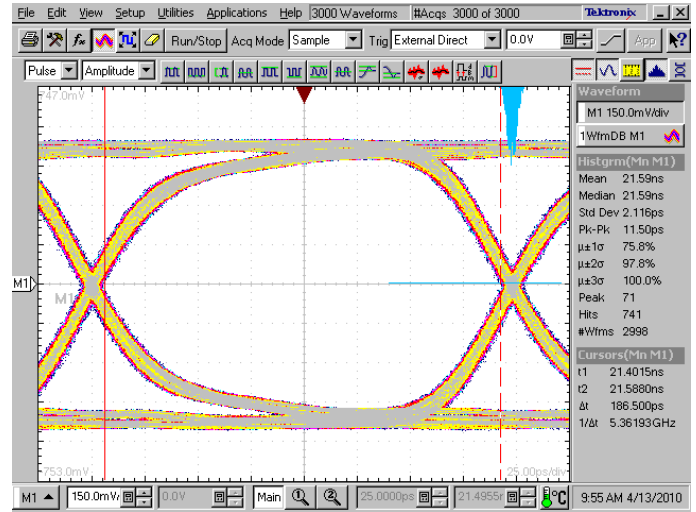 File Edit View Setup Utilities Applications Help 3000 Waveforms #Acqs 3000 of 3000 Tektronix
Run/Stop Acq Mode Sample Trig External Direct 0.0V App
Pulse Amplitude
747.0mV
M1
M1
-753.0mV
25.00ps/div
Waveform
M1 150.0mV/div
1WfmDB M1
Histgrm(Mn M1)
Mean 21.59ns
Median 21.59ns
Std Dev 2.116ps
Pk-Pk 11.50ps
µ±1σ 75.8%
µ±2σ 97.8%
µ±3σ 100.0%
Peak 71
Hits 741
#Wfms 2998
Cursors(Mn M1)
t1 21.4015ns
t2 21.5880ns
Δt 186.500ps
1/Δt 5.36193GHz
M1 150.0mV/ 0.0V Main 1 2 25.0000ps 21.4955r °C 9:55 AM 4/13/2010